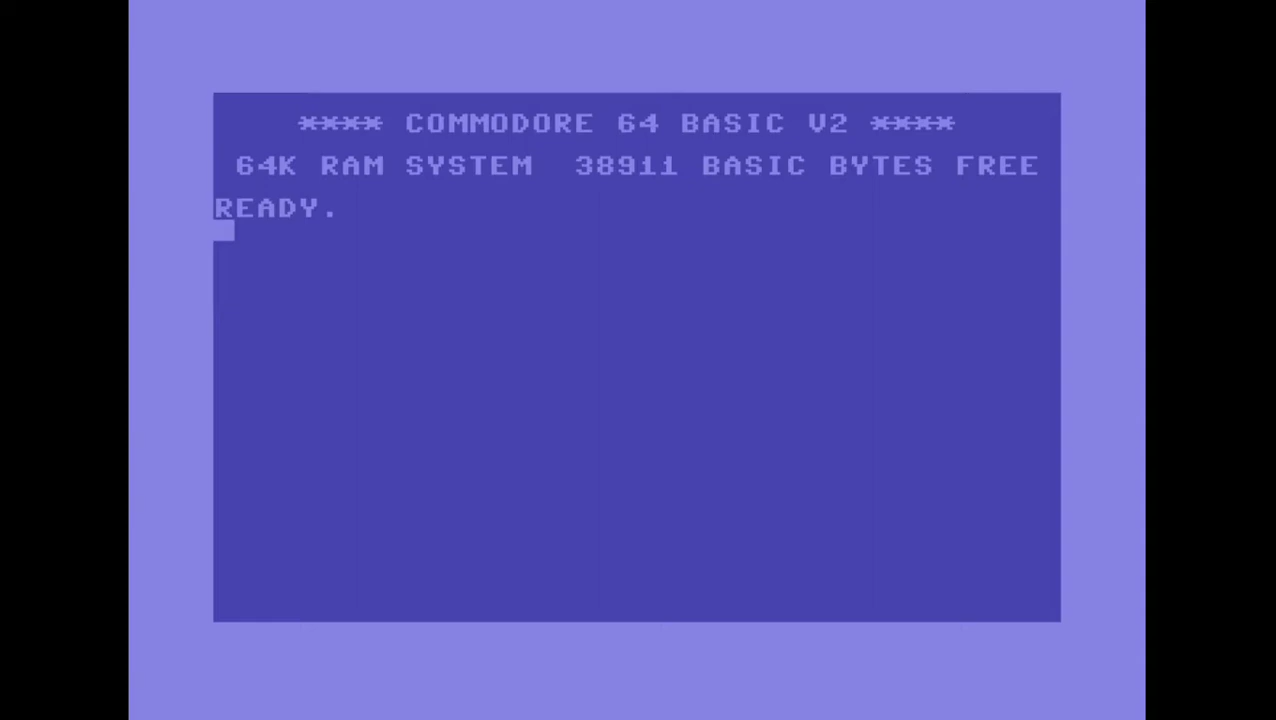 **** COMMODORE 64 BASIC V2 ****
64K RAM SYSTEM  38911 BASIC BYTES FREE
READY.